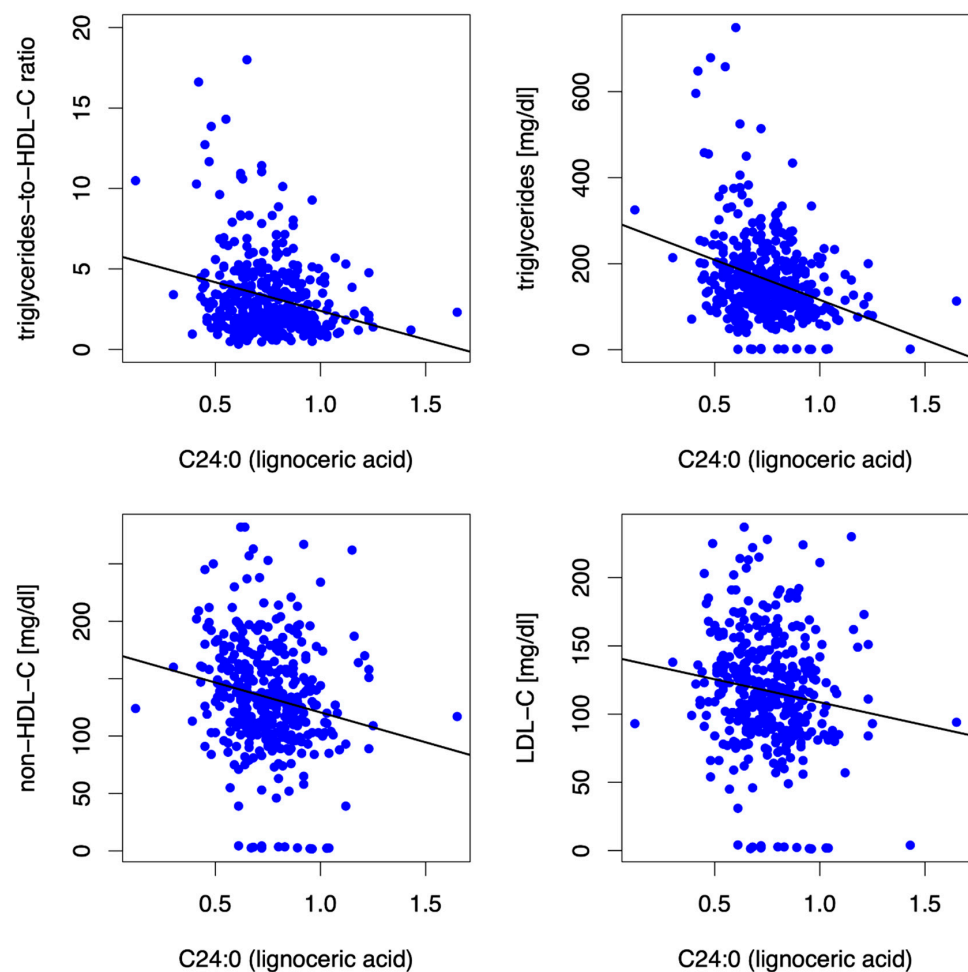 triglycerides-to-HDL-C ratio
20
15
10
5
0
0.5 1.0 1.5
C24:0 (lignoceric acid)
triglycerides [mg/dl]
600
400
200
0
0.5 1.0 1.5
C24:0 (lignoceric acid)
non-HDL-C [mg/dl]
200
100
50
0
0.5 1.0 1.5
C24:0 (lignoceric acid)
LDL-C [mg/dl]
200
150
100
50
0
0.5 1.0 1.5
C24:0 (lignoceric acid)